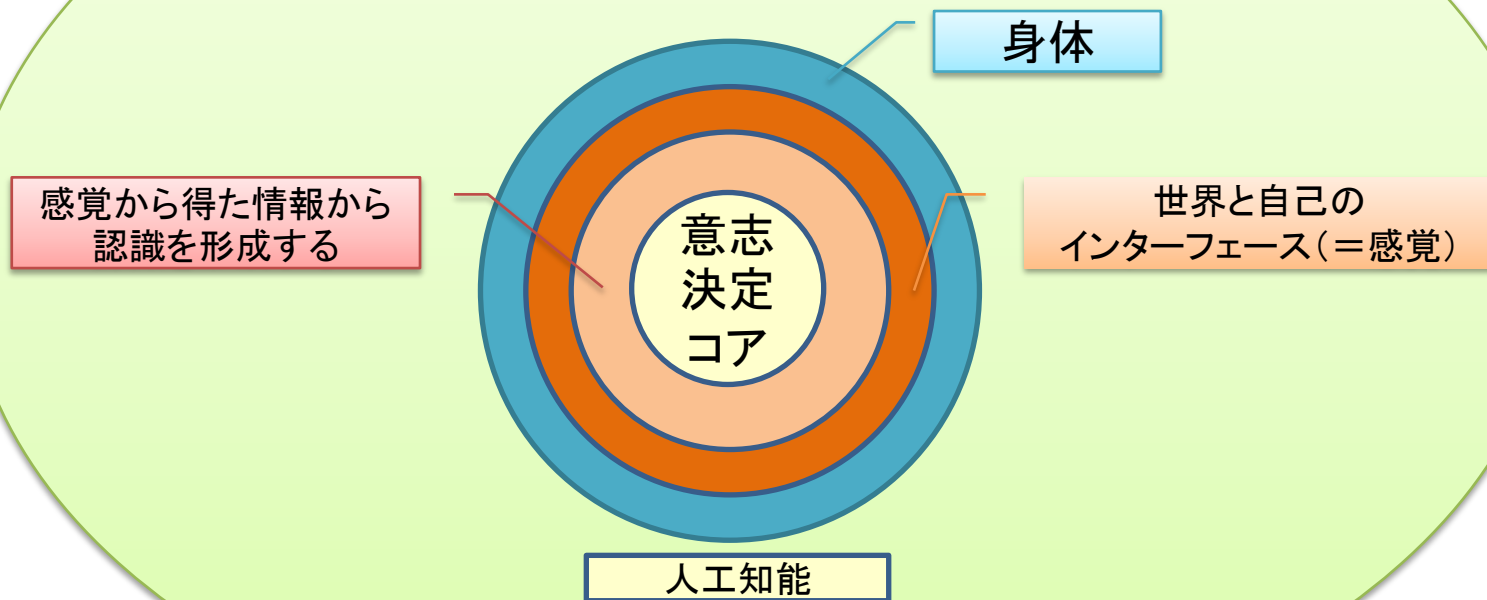 身体
感覚から得た情報から
認識を形成する
世界と自己の
インターフェース(=感覚)
意志
決定
コア
人工知能